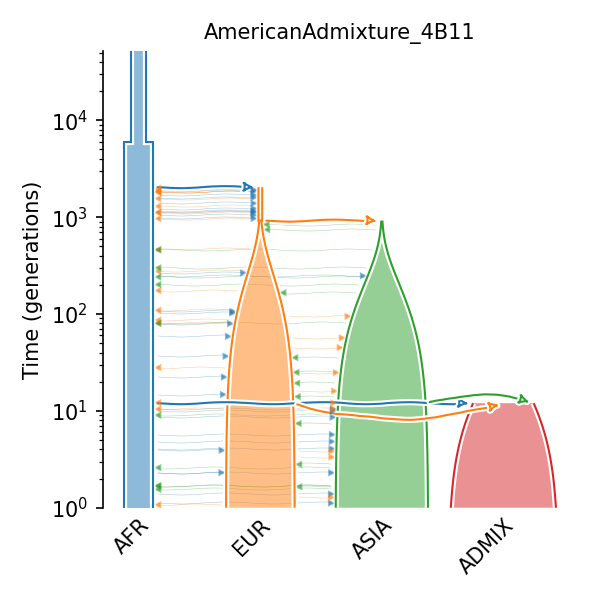 AmericanAdmixture_4B11
Time (generations)
10⁴
10³
10²
10¹
10⁰
AFR
EUR
ASIA
ADMIX